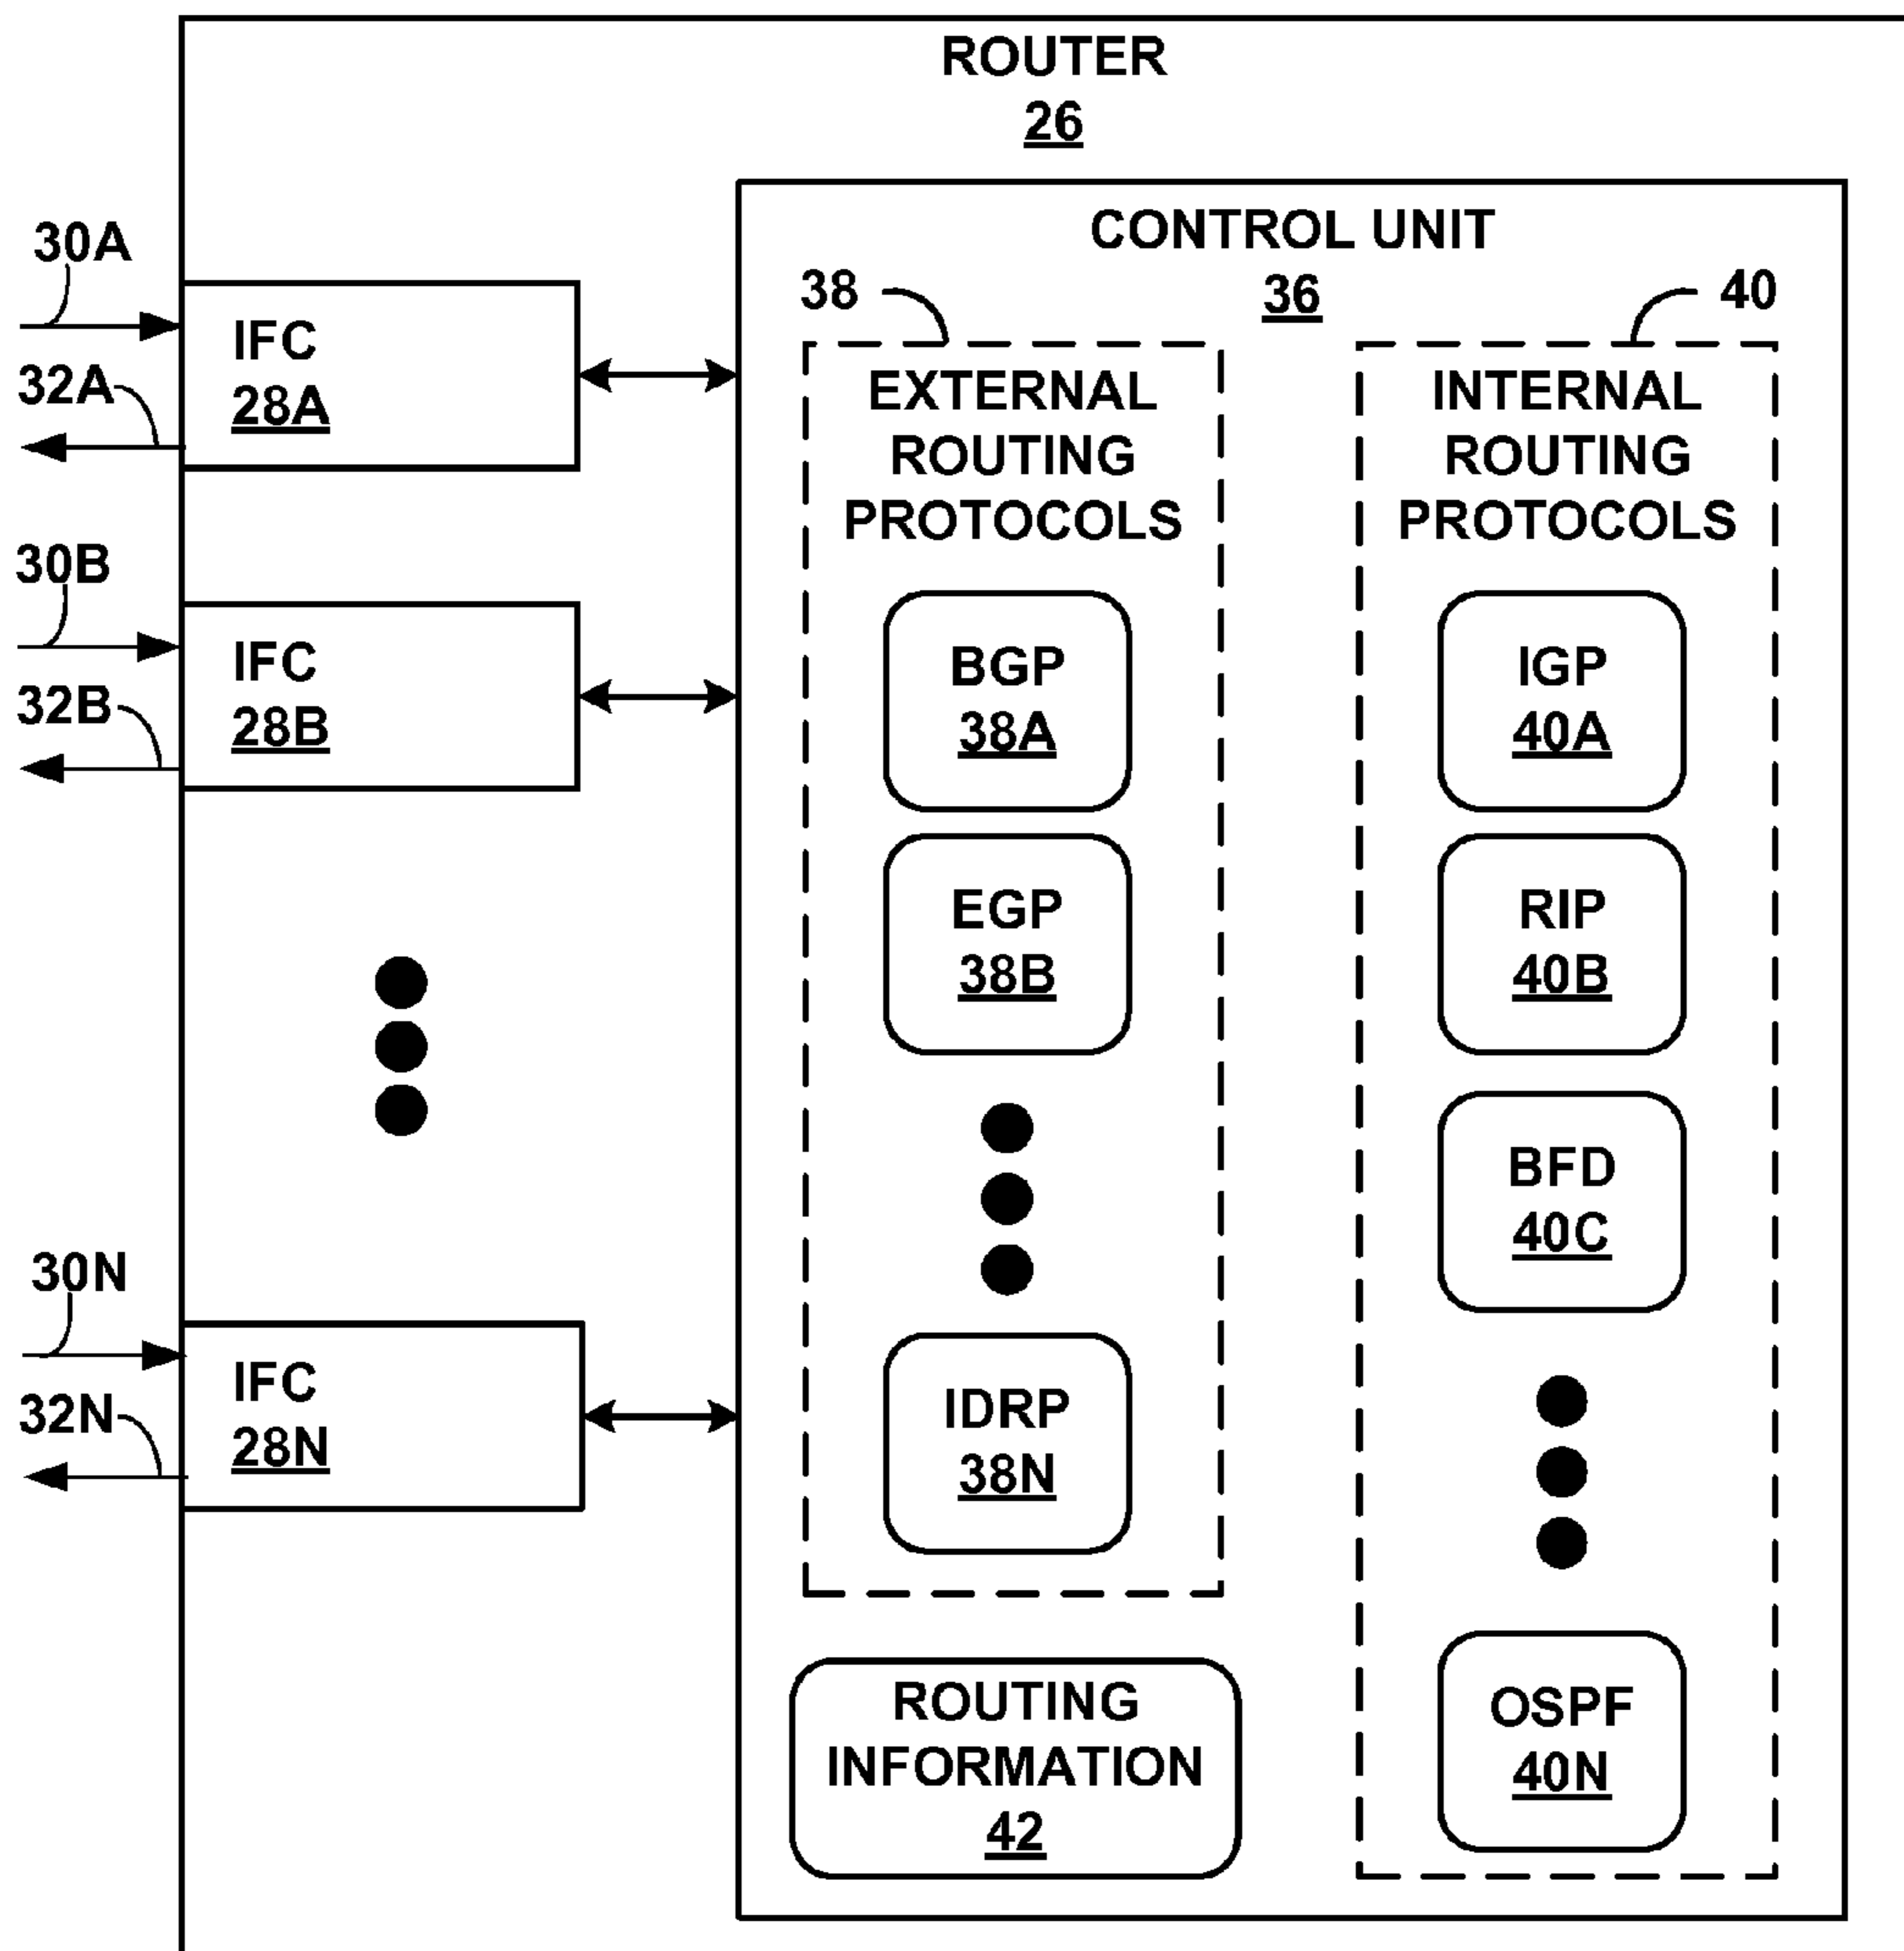 ROUTER
26
CONTROL UNIT
36
30A
32A
IFC
28A
30B
32B
IFC
28B
30N
32N
IFC
28N
38
EXTERNAL
ROUTING
PROTOCOLS
BGP
38A
EGP
38B
IDRP
38N
40
INTERNAL
ROUTING
PROTOCOLS
IGP
40A
RIP
40B
BFD
40C
OSPF
40N
ROUTING
INFORMATION
42